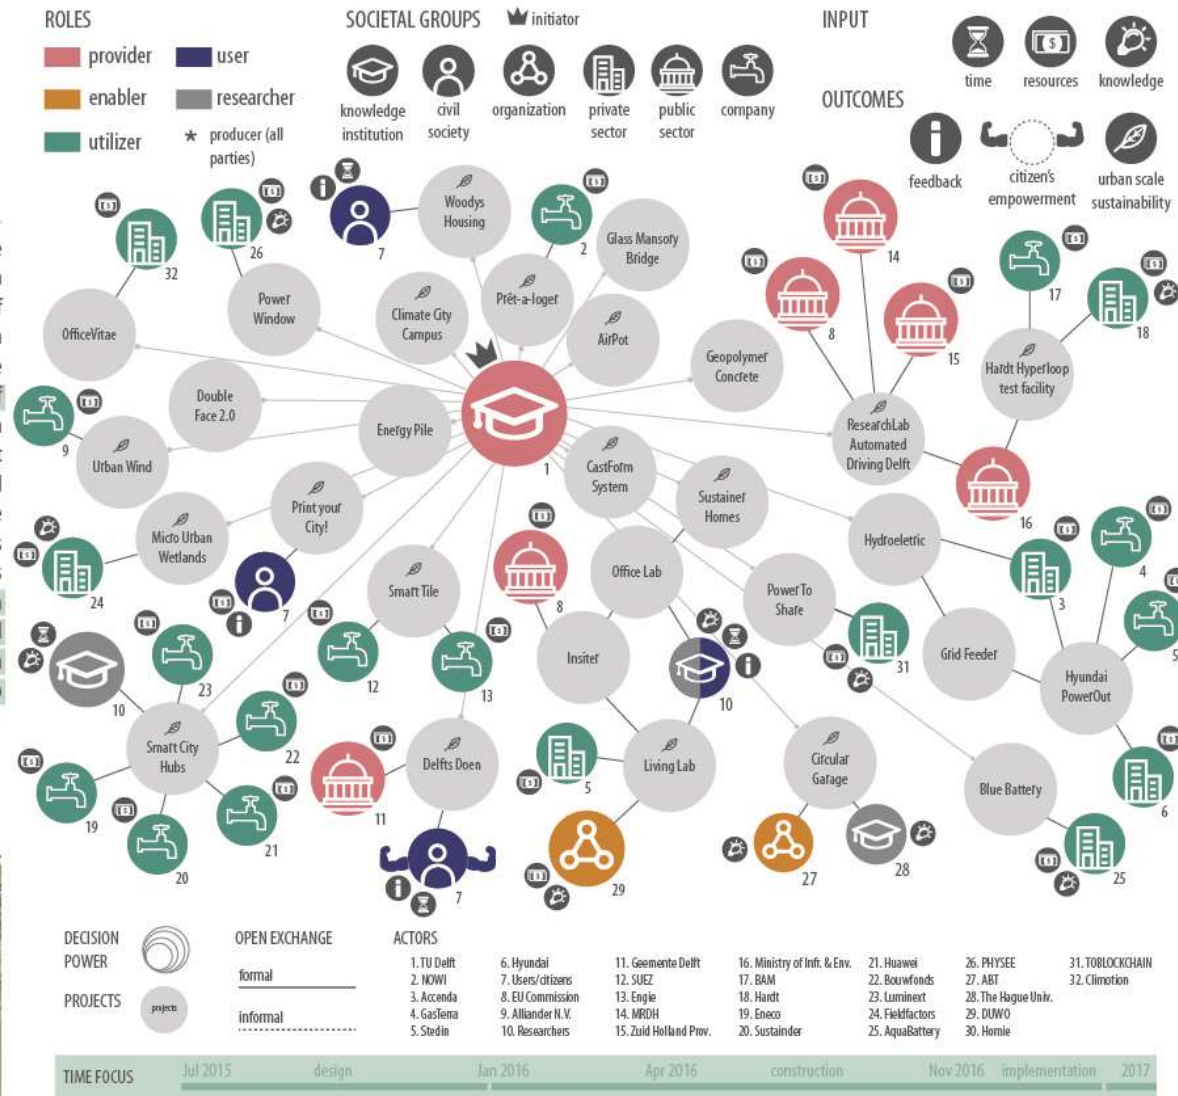 ROLES
provider
user
enabler
researcher
utilizer
* producer (all
parties)
SOCIETAL GROUPS
initiator
knowledge
institution
civil
society
organization
private
sector
public
sector
company
INPUT
time
resources
knowledge
OUTCOMES
feedback
citizen's
empowerment
urban scale
sustainability
32
26
7
Woodys
Housing
2
Glass Mansory
Bridge
14
8
15
17
18
OfficeVitae
Power
Window
Climate City
Campus
Prêt-a-loger
AirPot
Geopolymer
Concrete
Hardt Hyperloop
test facility
Double
Face 2.0
Energy Pile
1
ResearchLab
Automated
Driving Delft
9
Urban Wind
CastForm
System
Sustainer
Homes
16
Print your
City!
Micro Urban
Wetlands
Hydroeletric
24
7
Smart Tile
8
Office Lab
PowerTo
Share
3
4
5
12
13
Insiter
31
Grid Feeder
Hyundai
PowerOut
10
23
10
22
Smart City
Hubs
Delfts Doen
11
5
Living Lab
Circular
Garage
Blue Battery
6
19
20
21
7
29
27
28
25
DECISION
POWER
PROJECTS
projects
OPEN EXCHANGE
formal
informal
ACTORS
1. TU Delft
2. NOWI
3. Accenda
4. GasTerra
5. Stedin
6. Hyundai
7. Users/citizens
8. EU Commission
9. Alliander N.V.
10. Researchers
11. Geemente Delft
12. SUEZ
13. Engie
14. MRDH
15. Zuid Holland Prov.
16. Ministry of Infr. & Env.
17. BAM
18. Hardt
19. Eneco
20. Sustainder
21. Huawei
22. Bouwfonds
23. Luminext
24. Fieldfactors
25. AquaBattery
26. PHYSEE
27. ABT
28. The Hague Univ.
29. DUWO
30. Homie
31. TOBLOCKCHAIN
32. Climotion
TIME FOCUS
Jul 2015
design
Jan 2016
Apr 2016
construction
Nov 2016
implementation
2017